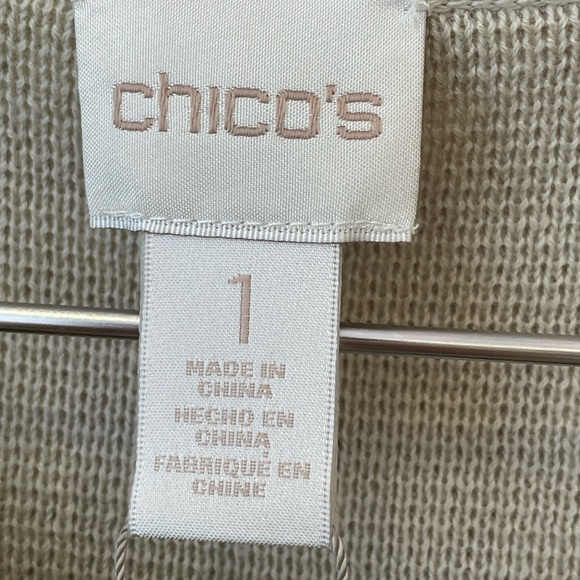 chico's
1
MADE IN
CHINA
HECHO EN
CHINA
FABRIQUÉ EN
CHINE